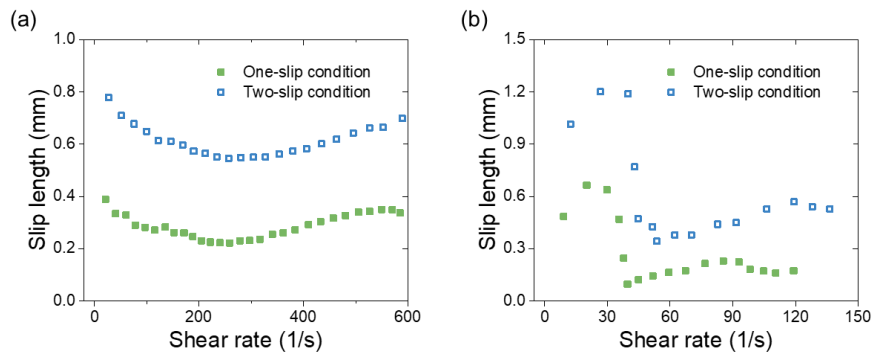 (a)
1.0
0.8
0.6
0.4
0.2
0.0
Slip length (mm)
One-slip condition
Two-slip condition
0 200 400 600
Shear rate (1/s)
(b)
1.5
1.2
0.9
0.6
0.3
0.0
Slip length (mm)
One-slip condition
Two-slip condition
0 30 60 90 120 150
Shear rate (1/s)